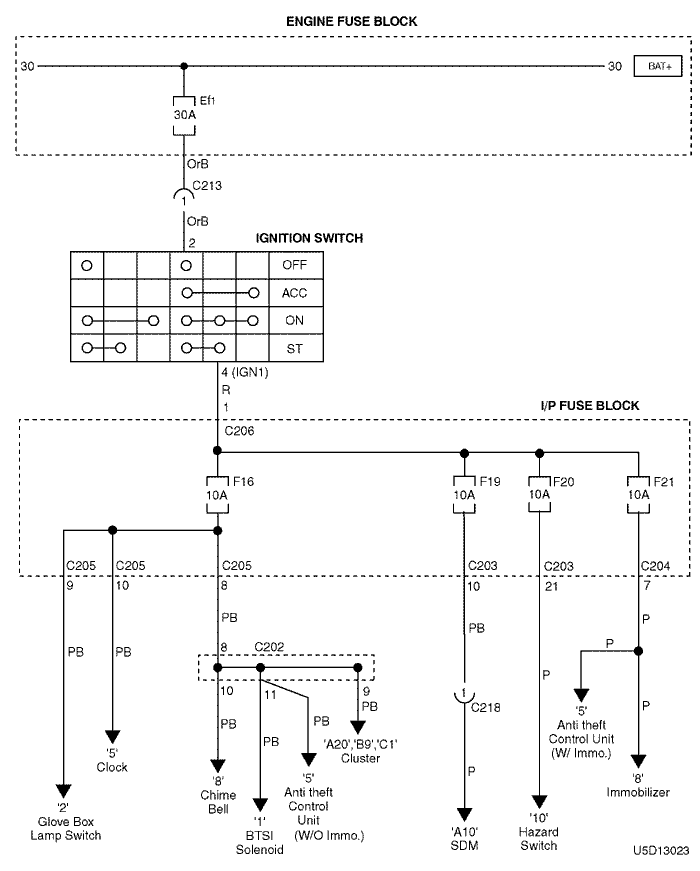 ENGINE FUSE BLOCK
30
30
BAT+
Ef1
30A
OrB
C213
1
OrB
2
IGNITION SWITCH
OFF
ACC
ON
ST
4 (IGN1)
R
1
I/P FUSE BLOCK
C206
F16
10A
F19
10A
F20
10A
F21
10A
C205
C205
C205
C203
C203
C204
9
10
8
10
21
7
PB
PB
P
P
8
C202
PB
PB
10
11
9
PB
P
1
C218
P
PB
PB
PB
'5'
Anti theft
Control Unit
(W/ Immo.)
'A20','B9','C1'
Cluster
'5'
Clock
P
'8'
Chime
Bell
'5'
Anti theft
Control
Unit
(W/O Immo.)
'8'
Immobilizer
'2'
Glove Box
Lamp Switch
'1'
BTSI
Solenoid
'A10'
SDM
'10'
Hazard
Switch
U5D13023